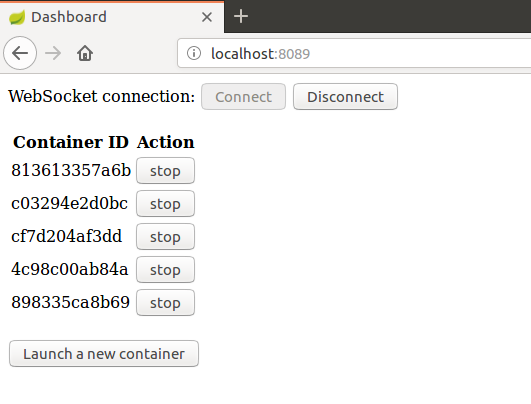 Dashboard
localhost:8089
WebSocket connection: Connect Disconnect
Container ID Action
813613357a6b stop
c03294e2d0bc stop
cf7d204af3dd stop
4c98c00ab84a stop
898335ca8b69 stop
Launch a new container